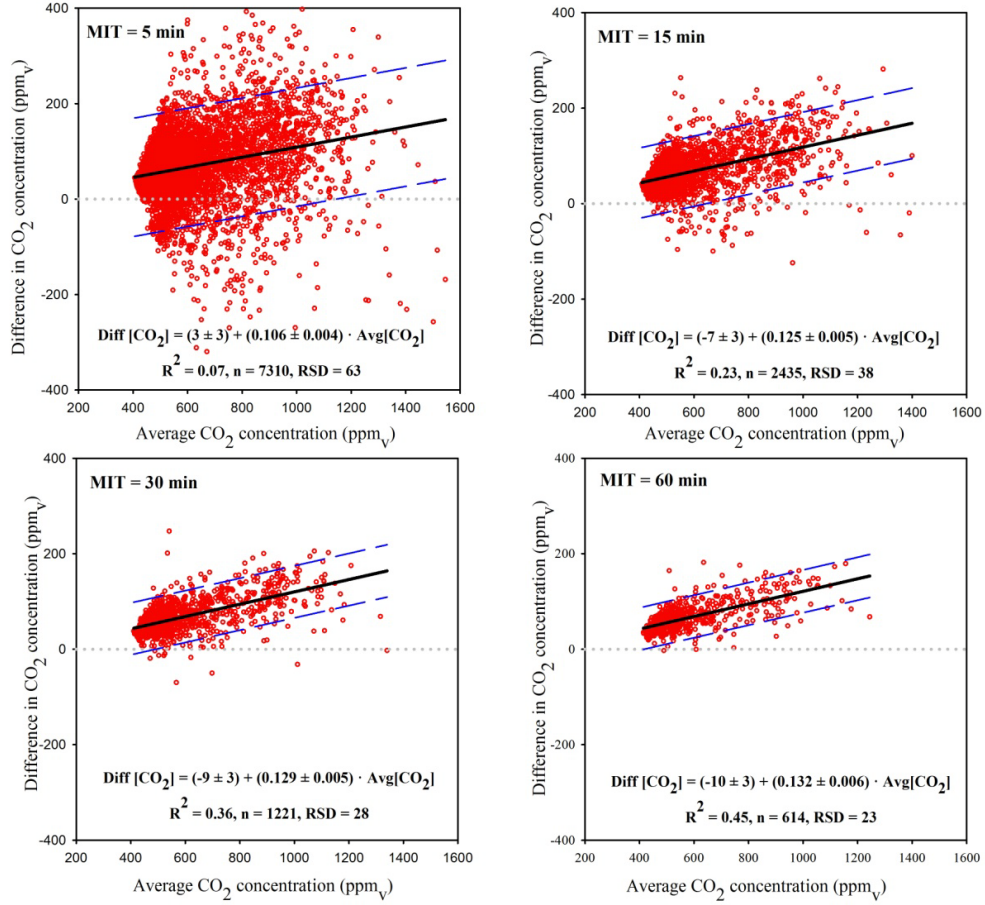 MIT = 5 min
Difference in CO2 concentration (ppmv)
400
200
0
-200
-400
Diff [CO2] = (3 ± 3) + (0.106 ± 0.004) · Avg[CO2]
R2 = 0.07, n = 7310, RSD = 63
200 400 600 800 1000 1200 1400 1600
Average CO2 concentration (ppmv)
MIT = 15 min
Difference in CO2 concentration (ppmv)
400
200
0
-200
-400
Diff [CO2] = (-7 ± 3) + (0.125 ± 0.005) · Avg[CO2]
R2 = 0.23, n = 2435, RSD = 38
200 400 600 800 1000 1200 1400 1600
Average CO2 concentration (ppmv)
MIT = 30 min
Difference in CO2 concentration (ppmv)
400
200
0
-200
-400
Diff [CO2] = (-9 ± 3) + (0.129 ± 0.005) · Avg[CO2]
R2 = 0.36, n = 1221, RSD = 28
200 400 600 800 1000 1200 1400 1600
Average CO2 concentration (ppmv)
MIT = 60 min
Difference in CO2 concentration (ppmv)
400
200
0
-200
-400
Diff [CO2] = (-10 ± 3) + (0.132 ± 0.006) · Avg[CO2]
R2 = 0.45, n = 614, RSD = 23
200 400 600 800 1000 1200 1400 1600
Average CO2 concentration (ppmv)